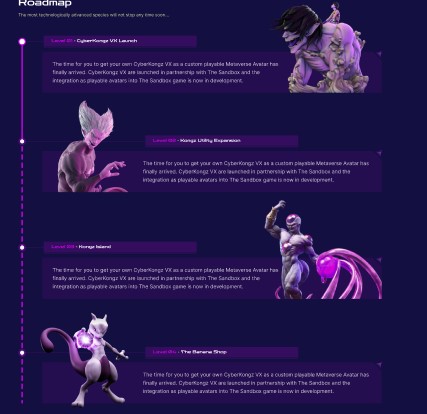 Roadmap
The most technologically advanced species will not stop any time soon...
Level 01 - CyberKongz VX Launch
The time for you to get your own CyberKongz VX as a custom playable Metaverse Avatar has
finally arrived. CyberKongz VX are launched in partnership with The Sandbox and the
integration as playable avatars into The Sandbox game is now in development.
Level 02 - Kongz Utility Expansion
The time for you to get your own CyberKongz VX as a custom playable Metaverse Avatar has
finally arrived. CyberKongz VX are launched in partnership with The Sandbox and the
integration as playable avatars into The Sandbox game is now in development.
Level 03 - Kongz Island
The time for you to get your own CyberKongz VX as a custom playable Metaverse Avatar has
finally arrived. CyberKongz VX are launched in partnership with The Sandbox and the
integration as playable avatars into The Sandbox game is now in development.
Level 04 - The Banana Shop
The time for you to get your own CyberKongz VX as a custom playable Metaverse Avatar has
finally arrived. CyberKongz VX are launched in partnership with The Sandbox and the
integration as playable avatars into The Sandbox game is now in development.